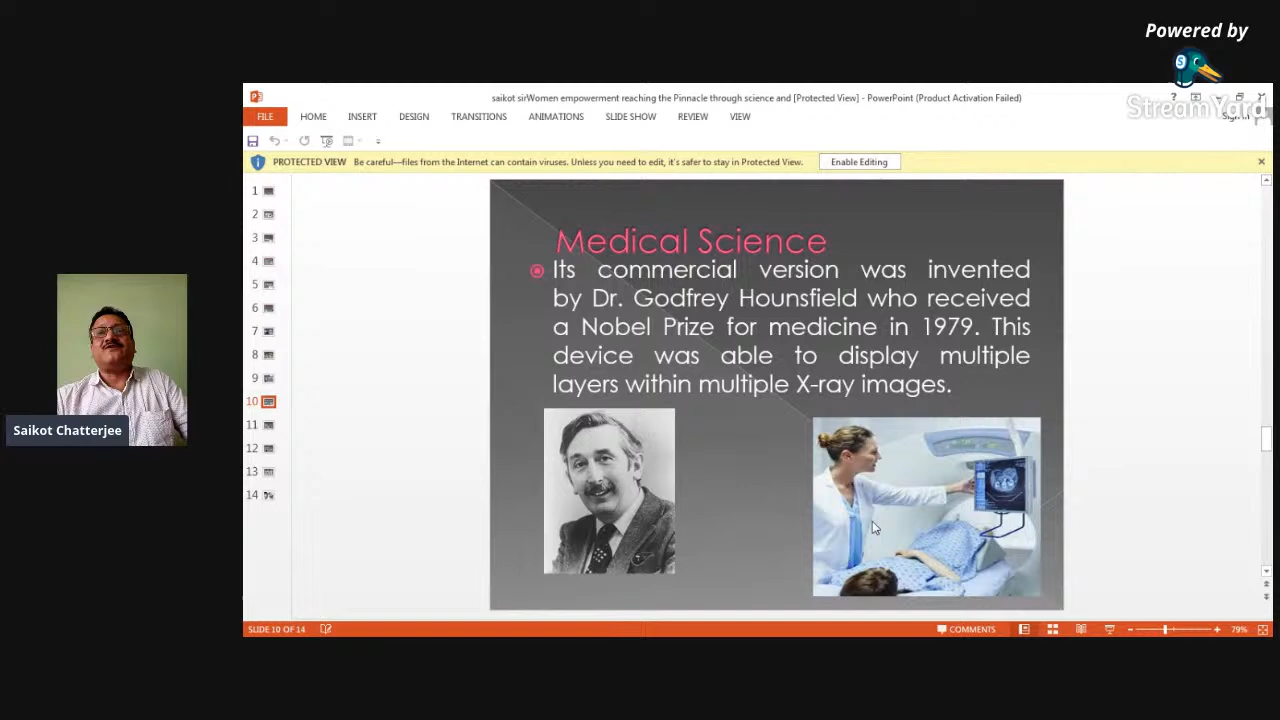 Powered by
StreamYard
saikot sirWomen empowerment reaching the Pinnacle through science and [Protected View] - PowerPoint (Product Activation Failed)
FILE HOME INSERT DESIGN TRANSITIONS ANIMATIONS SLIDE SHOW REVIEW VIEW
PROTECTED VIEW Be careful—files from the Internet can contain viruses. Unless you need to edit, it's safer to stay in Protected View. Enable Editing
1
2
3
4
5
6
7
8
9
10
11
12
13
14
Medical Science
Its commercial version was invented
by Dr. Godfrey Hounsfield who received
a Nobel Prize for medicine in 1979. This
device was able to display multiple
layers within multiple X-ray images.
Saikot Chatterjee
SLIDE 10 OF 14 COMMENTS 79%